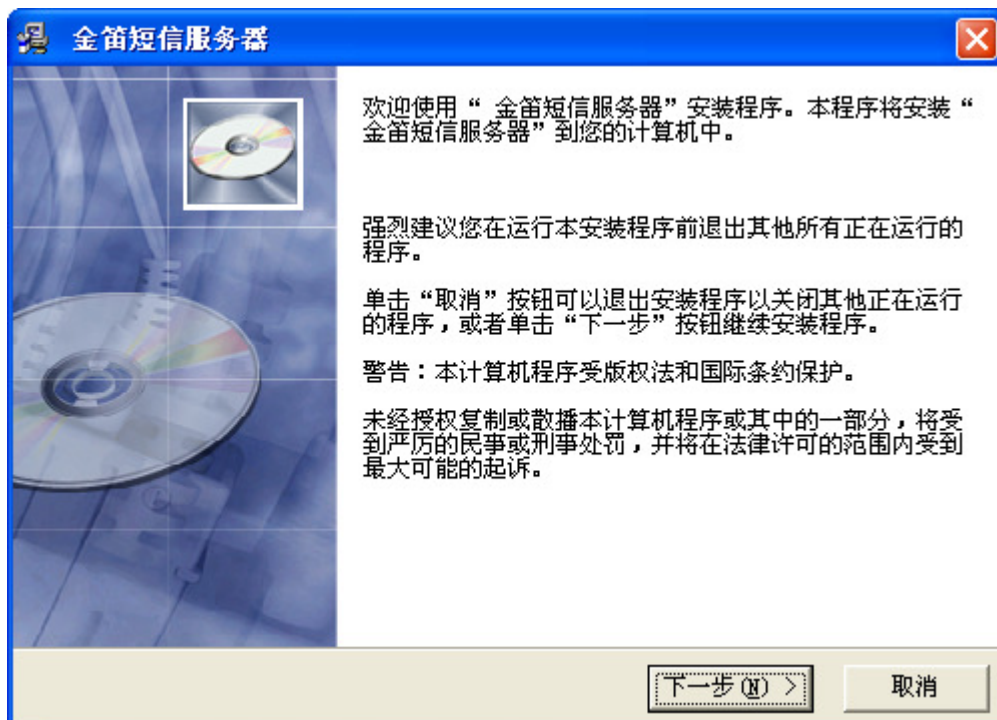 金笛短信服务器
欢迎使用“ 金笛短信服务器”安装程序。本程序将安装“
金笛短信服务器”到您的计算机中。
强烈建议您在运行本安装程序前退出其他所有正在运行的
程序。
单击“取消”按钮可以退出安装程序以关闭其他正在运行
的程序，或者单击“下一步”按钮继续安装程序。
警告：本计算机程序受版权法和国际条约保护。
未经授权复制或散播本计算机程序或其中的一部分，将受
到严厉的民事或刑事处罚，并将在法律许可的范围内受到
最大可能的起诉。
下一步(N) >
取消